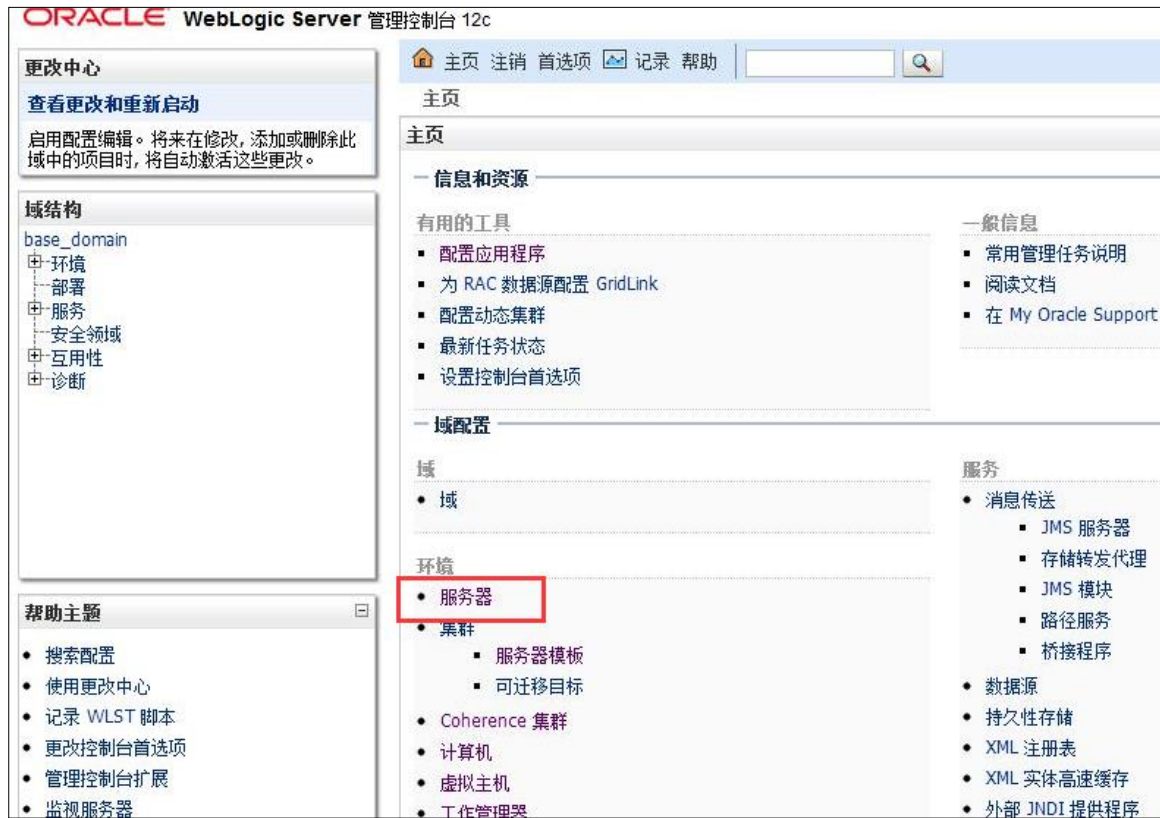 ORACLE WebLogic Server 管理控制台 12c
更改中心
查看更改和重新启动
启用配置编辑。将来在修改, 添加或删除此
域中的项目时, 将自动激活这些更改。
域结构
base_domain
环境
部署
服务
安全领域
互用性
诊断
帮助主题
搜索配置
使用更改中心
记录 WLST 脚本
更改控制台首选项
管理控制台扩展
监视服务器
主页 注销 首选项 记录 帮助
主页
主页
信息和资源
有用的工具
配置应用程序
为 RAC 数据源配置 GridLink
配置动态集群
最新任务状态
设置控制台首选项
一般信息
常用管理任务说明
阅读文档
在 My Oracle Support
域配置
域
域
环境
服务器
集群
服务器模板
可迁移目标
Coherence 集群
计算机
虚拟主机
工作管理器
服务
消息传送
JMS 服务器
存储转发代理
JMS 模块
路径服务
桥接程序
数据源
持久性存储
XML 注册表
XML 实体高速缓存
外部 JNDI 提供程序